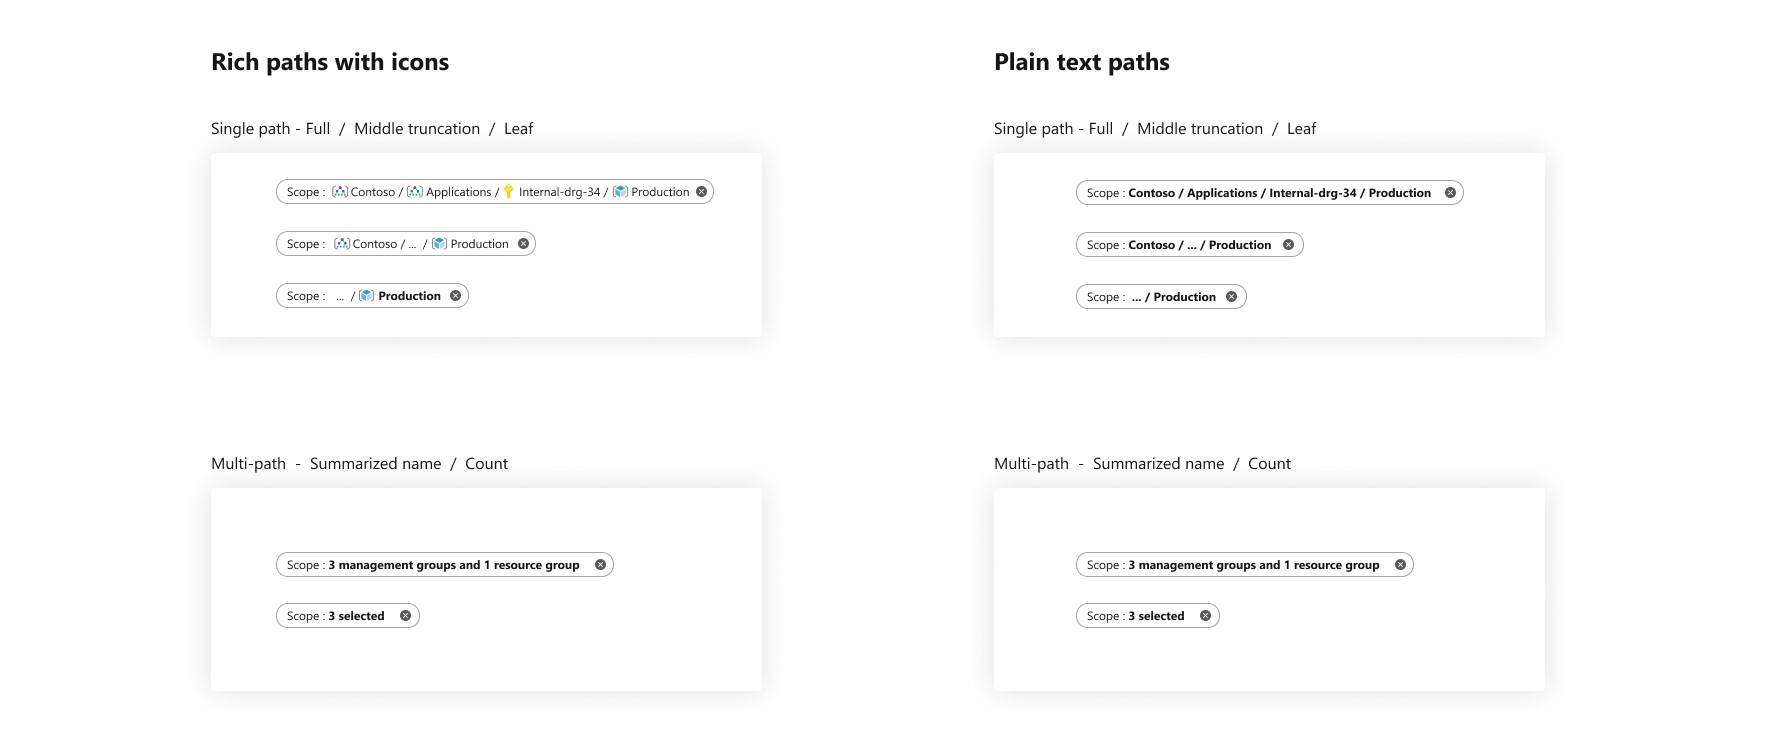 Rich paths with icons
Single path - Full / Middle truncation / Leaf
Scope : Contoso / Applications / Internal-drg-34 / Production
Scope : Contoso / ... / Production
Scope : ... / Production
Multi-path - Summarized name / Count
Scope : 3 management groups and 1 resource group
Scope : 3 selected
Plain text paths
Single path - Full / Middle truncation / Leaf
Scope : Contoso / Applications / Internal-drg-34 / Production
Scope : Contoso / ... / Production
Scope : ... / Production
Multi-path - Summarized name / Count
Scope : 3 management groups and 1 resource group
Scope : 3 selected